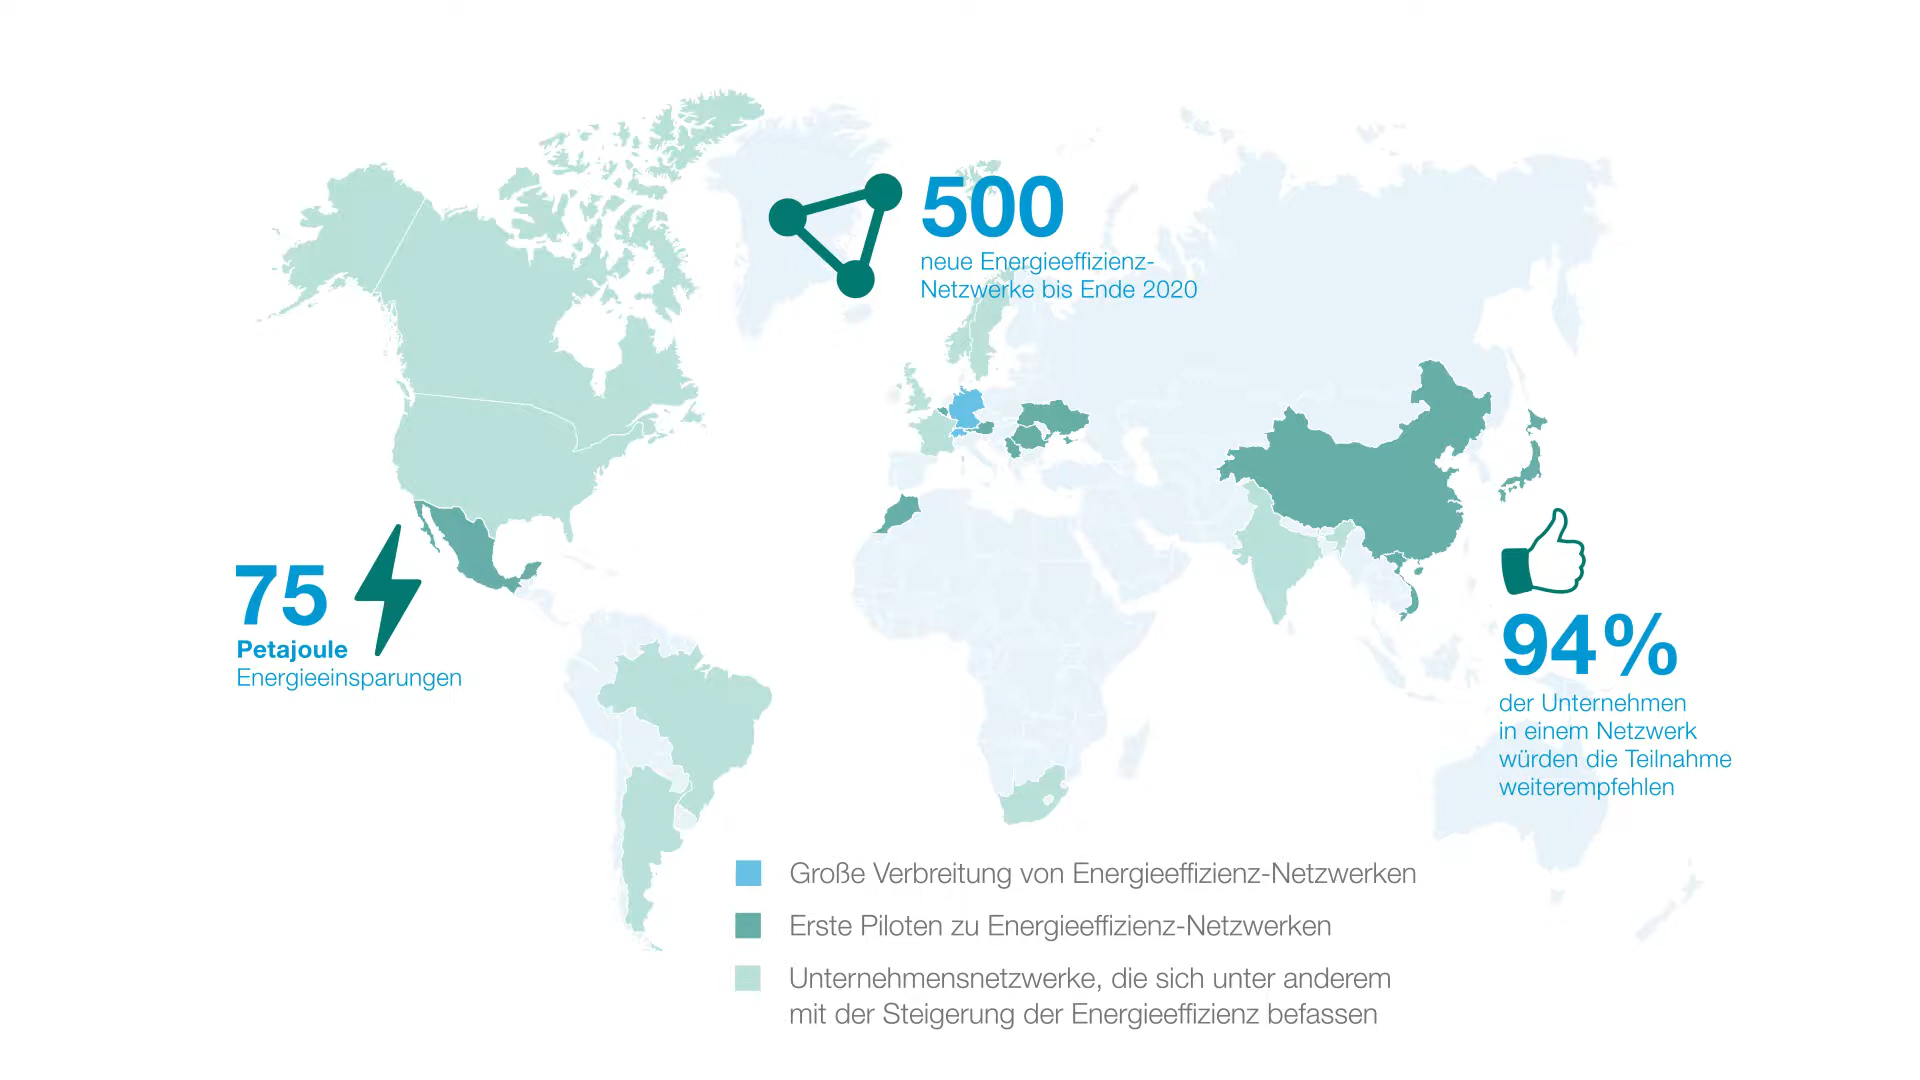 500
neue Energieeffizienz-
Netzwerke bis Ende 2020
75
Petajoule
Energieeinsparungen
94%
der Unternehmen
in einem Netzwerk
würden die Teilnahme
weiterempfehlen
Große Verbreitung von Energieeffizienz-Netzwerken
Erste Piloten zu Energieeffizienz-Netzwerken
Unternehmensnetzwerke, die sich unter anderem
mit der Steigerung der Energieeffizienz befassen